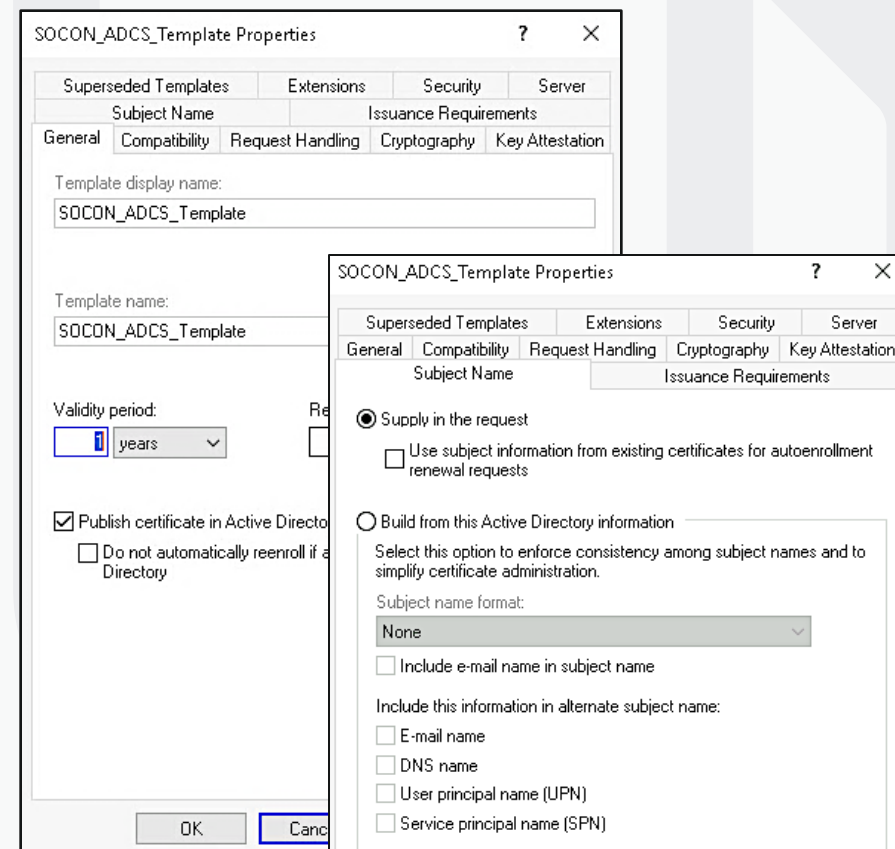 SOCON_ADCS_Template Properties
? ×
Superseded Templates Extensions Security Server
Subject Name Issuance Requirements
General Compatibility Request Handling Cryptography Key Attestation
Template display name:
SOCON_ADCS_Template
Template name:
SOCON_ADCS_Template
Validity period:
Re
1 years
Publish certificate in Active Directo
Do not automatically reenroll if a
Directory
OK Canc
SOCON_ADCS_Template Properties
? ×
Superseded Templates Extensions Security Server
General Compatibility Request Handling Cryptography Key Attestation
Subject Name Issuance Requirements
Supply in the request
Use subject information from existing certificates for autoenrollment
renewal requests
Build from this Active Directory information
Select this option to enforce consistency among subject names and to
simplify certificate administration.
Subject name format:
None
Include e-mail name in subject name
Include this information in alternate subject name:
E-mail name
DNS name
User principal name (UPN)
Service principal name (SPN)